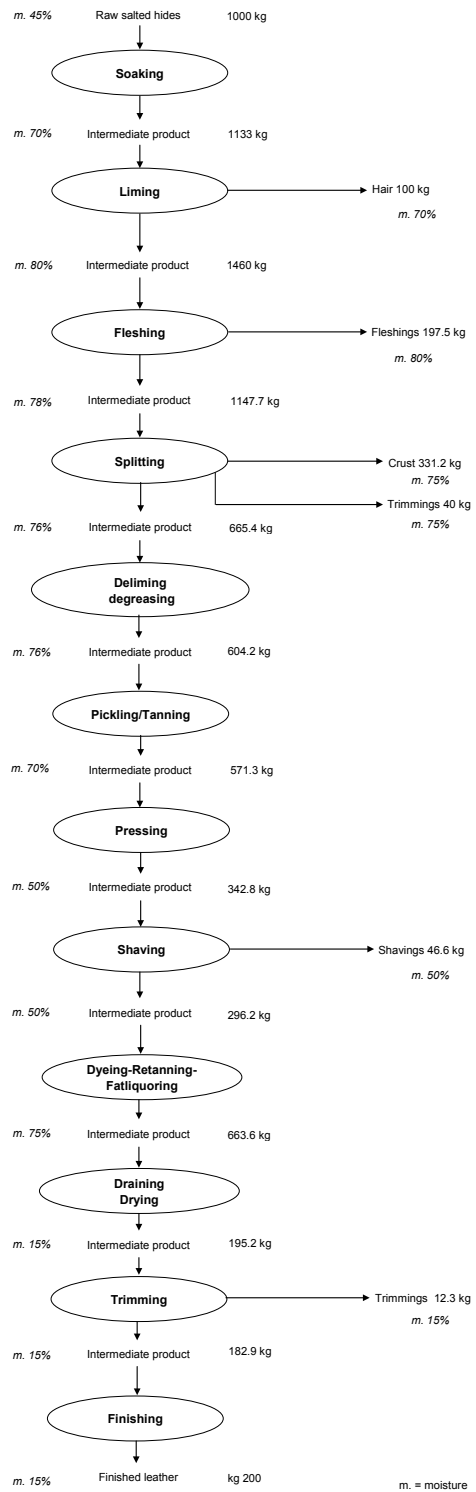 m. 45% Raw salted hides 1000 kg
Soaking
m. 70% Intermediate product 1133 kg
Liming
Hair 100 kg
m. 70%
m. 80% Intermediate product 1460 kg
Fleshing
Fleshings 197.5 kg
m. 80%
m. 78% Intermediate product 1147.7 kg
Splitting
Crust 331.2 kg
m. 75%
Trimmings 40 kg
m. 75%
m. 76% Intermediate product 665.4 kg
Deliming
degreasing
m. 76% Intermediate product 604.2 kg
Pickling/Tanning
m. 70% Intermediate product 571.3 kg
Pressing
m. 50% Intermediate product 342.8 kg
Shaving
Shavings 46.6 kg
m. 50%
m. 50% Intermediate product 296.2 kg
Dyeing-Retanning-
Fatliquoring
m. 75% Intermediate product 663.6 kg
Draining
Drying
m. 15% Intermediate product 195.2 kg
Trimming
Trimmings 12.3 kg
m. 15%
m. 15% Intermediate product 182.9 kg
Finishing
m. 15% Finished leather kg 200
m. = moisture